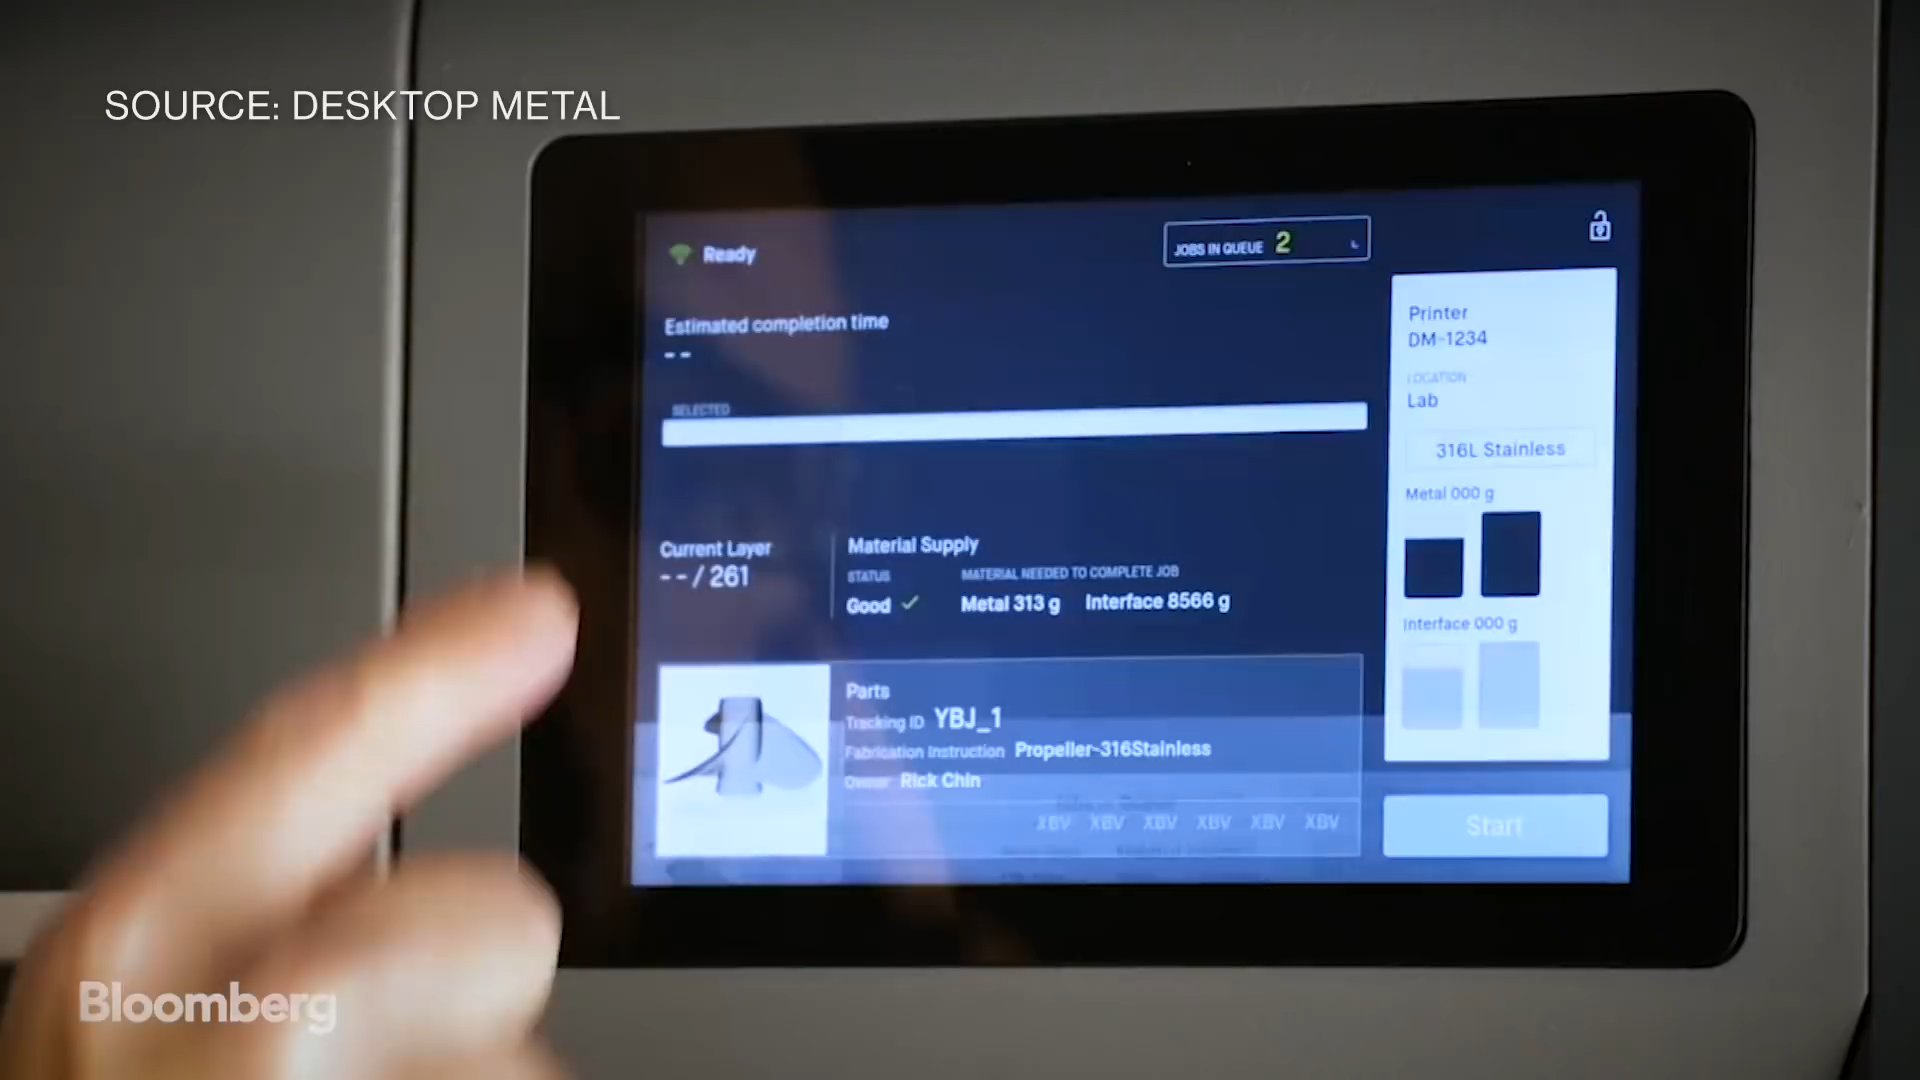 SOURCE: DESKTOP METAL
Ready
JOBS IN QUEUE 2
Estimated completion time
--
SELECTED
Printer
DM-1234
LOCATION
Lab
316L Stainless
Metal 000 g
Interface 000 g
Current Layer
--/261
Material Supply
STATUS
MATERIAL NEEDED TO COMPLETE JOB
Good
Metal 313 g Interface 8566 g
Parts
Tracking ID YBJ_1
Fabrication Instruction Propeller-316Stainless
Owner Rick Chin
XBV XBV XBV XBV XBV XBV
Start
Bloomberg